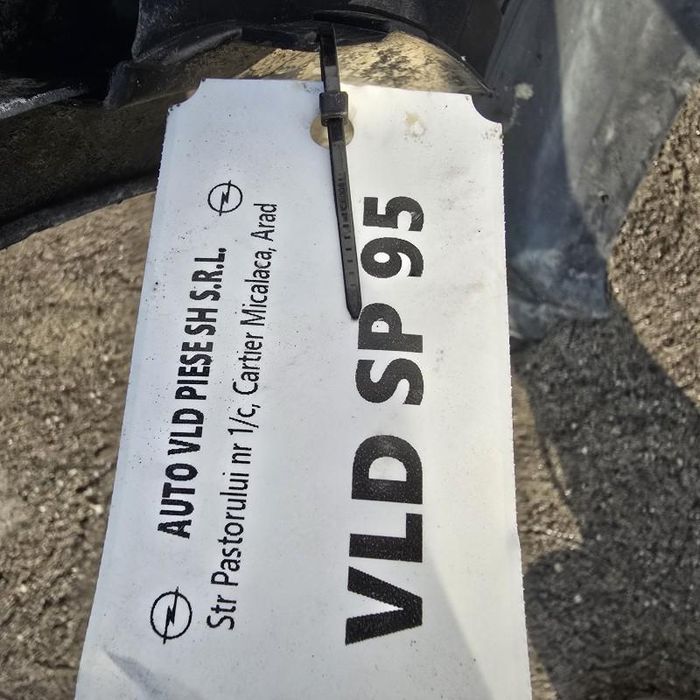 AUTO VLD PIESE SH S.R.L.
Str Pastorului nr 1/c, Cartier Micalaca, Arad
VLD SP 95